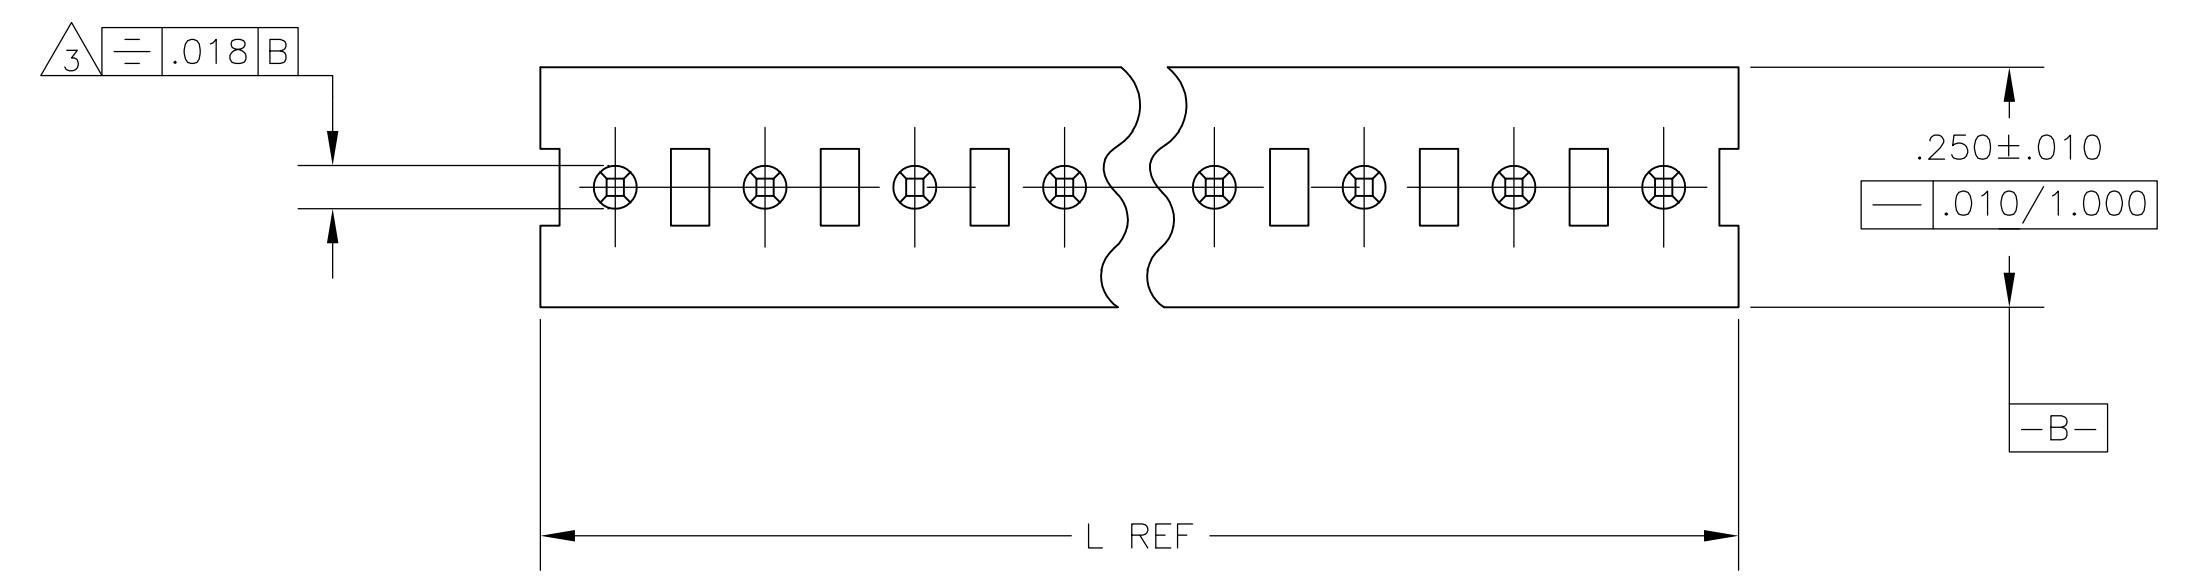 3 ⌯ .018 B
.250±.010
— .010/1.000
-B-
L REF